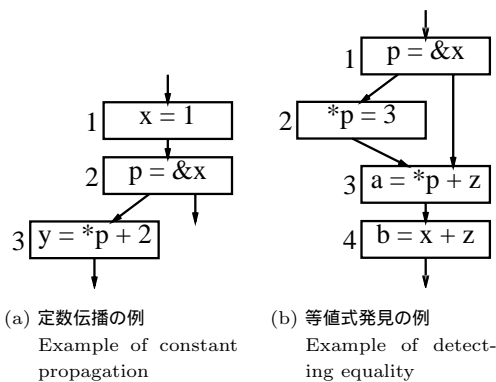 1
x = 1
2
p = &x
3
y = *p + 2
(a) 定数伝播の例
Example of constant
propagation
1
p = &x
2
*p = 3
3
a = *p + z
4
b = x + z
(b) 等値式発見の例
Example of detect-
ing equality